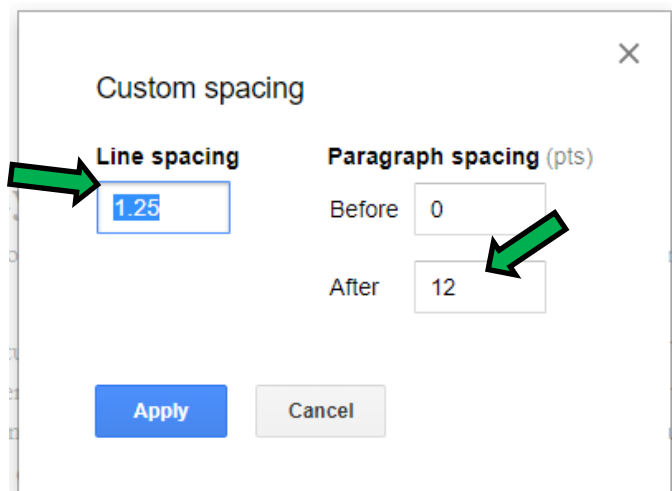 Custom spacing
Line spacing
Paragraph spacing (pts)
1.25
Before 0
After 12
Apply
Cancel